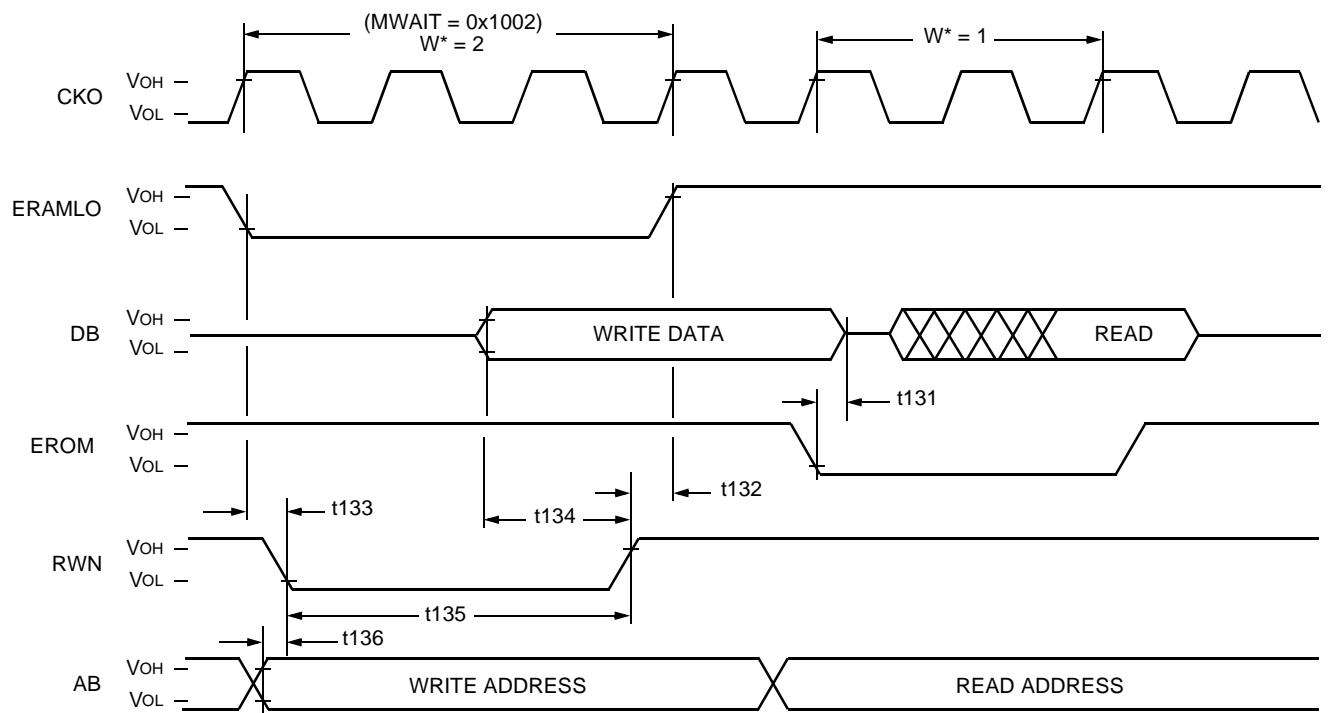 (MWAIT = 0x1002)
W* = 2
W* = 1
CKO
VOH
VOL
ERAMLO
VOH
VOL
DB
VOH
VOL
WRITE DATA
READ
t131
EROM
VOH
VOL
t132
t133
t134
RWN
VOH
VOL
t135
t136
AB
VOH
VOL
WRITE ADDRESS
READ ADDRESS